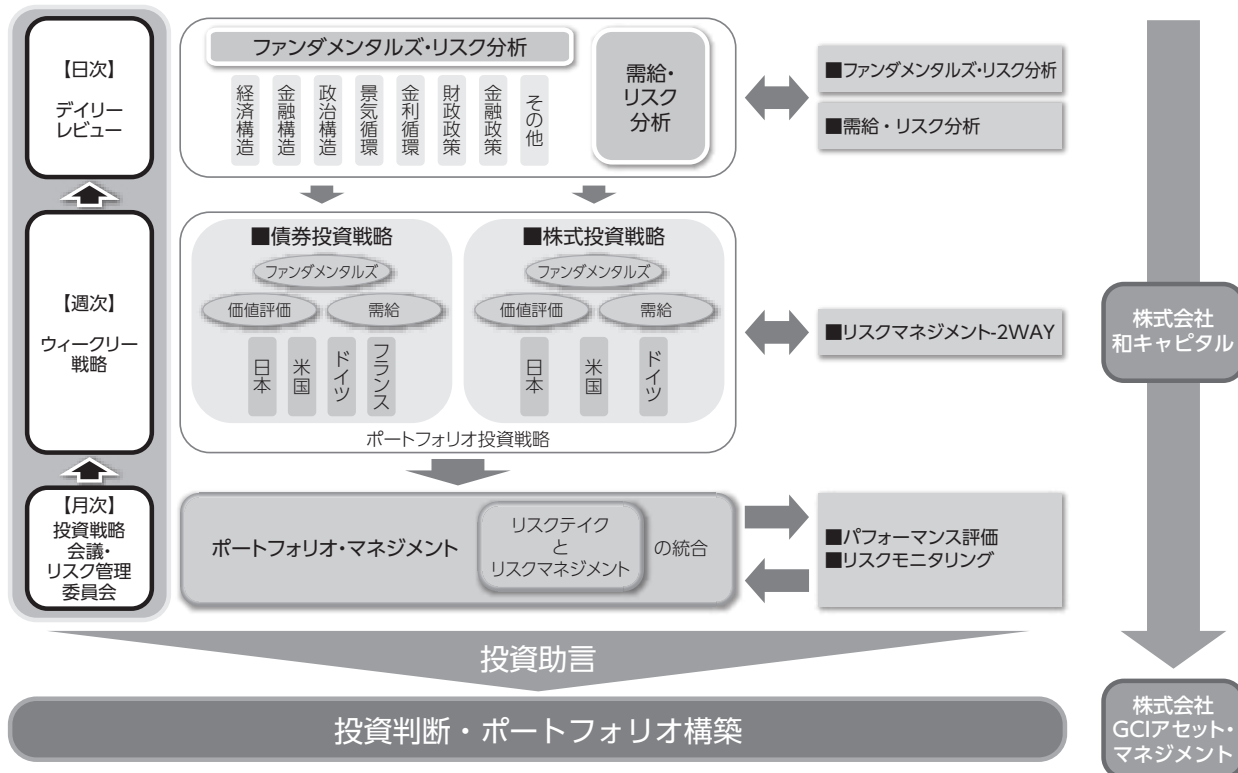 【日次】
デイリー
レビュー
【週次】
ウィークリー
戦略
【月次】
投資戦略
会議・
リスク管理
委員会
ファンダメンタルズ・リスク分析
経済構造
金融構造
政治構造
景気循環
金利循環
財政政策
金融政策
その他
需給・
リスク
分析
■ファンダメンタルズ・リスク分析
■需給・リスク分析
■債券投資戦略
ファンダメンタルズ
価値評価
需給
日本
米国
ドイツ
フランス
■株式投資戦略
ファンダメンタルズ
価値評価
需給
日本
米国
ドイツ
ポートフォリオ投資戦略
■リスクマネジメント-2WAY
ポートフォリオ・マネジメント
リスクテイク
と
リスクマネジメント
の統合
■パフォーマンス評価
■リスクモニタリング
株式会社
和キャピタル
投資助言
投資判断・ポートフォリオ構築
株式会社
GCIアセット・
マネジメント